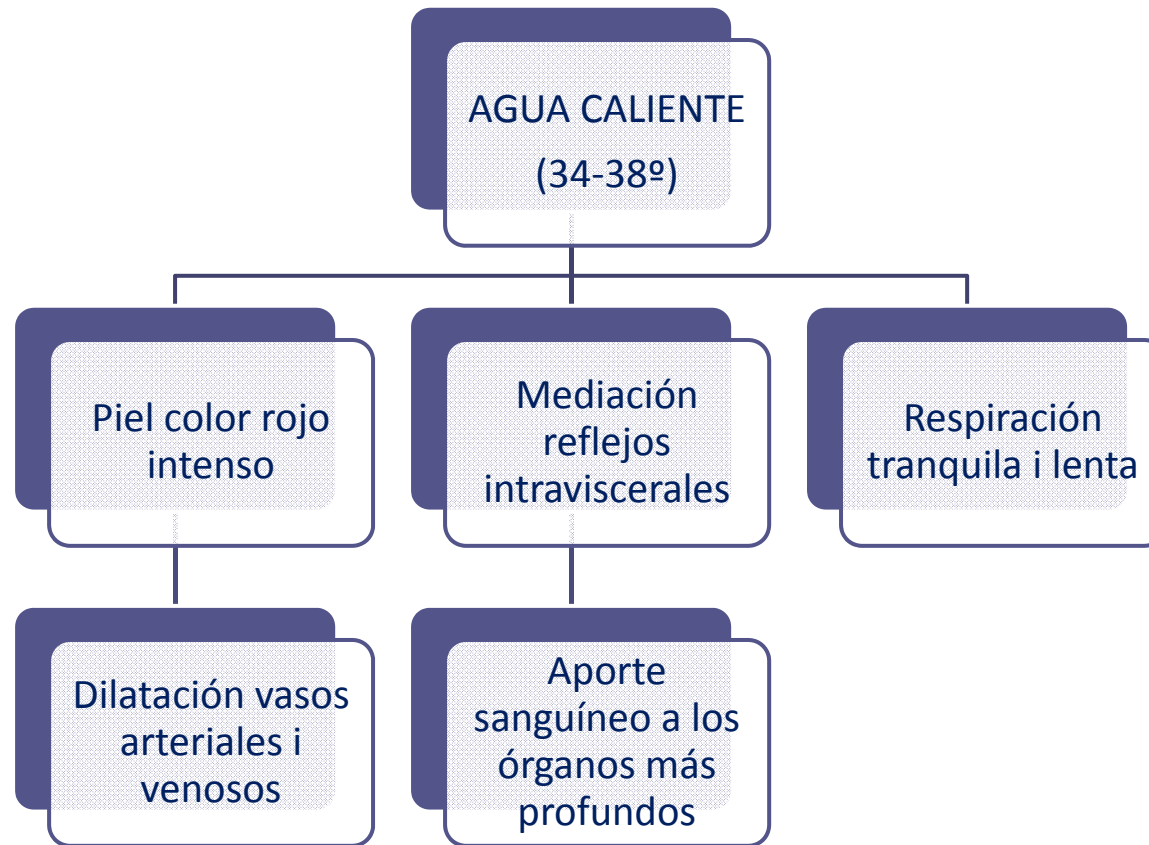 AGUA CALIENTE
(34-38º)
Piel color rojo
intenso
Mediación
reflejos
intraviscerales
Respiración
tranquila i lenta
Dilatación vasos
arteriales i
venosos
Aporte
sanguíneo a los
órganos más
profundos